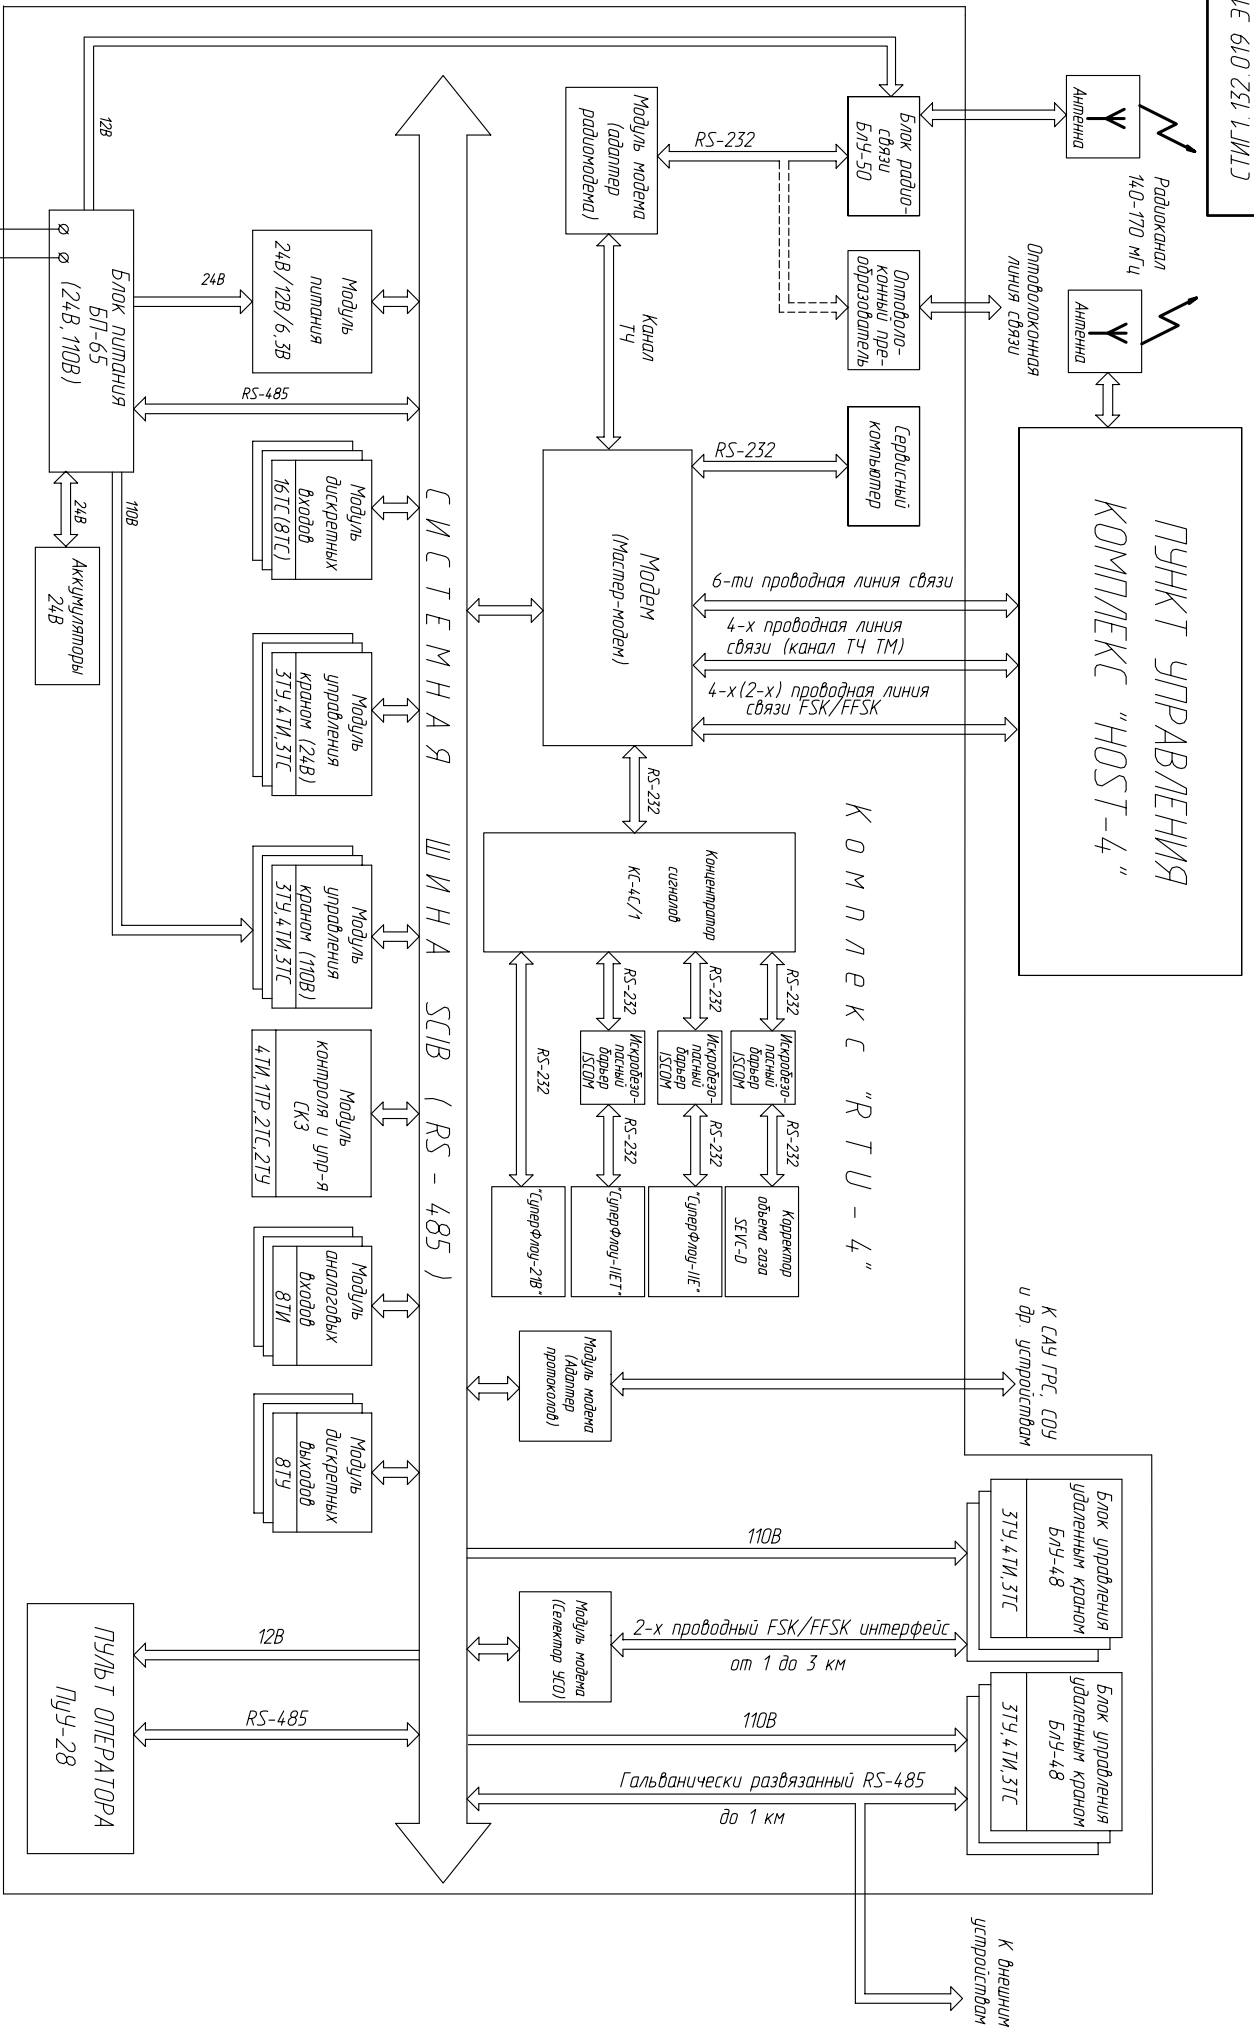 Антенна
Радиоканал
140-170 мГц
Антенна
Оптоволоконная
линия связи
ПУНКТ УПРАВЛЕНИЯ
КОМПЛЕКС "HOST-4"
К САУ ГРС, СОУ
и др. устройствам
К внешним
устройствам
Блок радио-
связи
БлУ-50
Оптоволо-
конный пре-
образователь
Сервисный
компьютер
RS-232
RS-232
Модуль модема
(адаптер
радиомодема)
Канал
ТЧ
Модем
(Мастер-модем)
6-ти проводная линия связи
4-х проводная линия
связи (канал ТЧ ТМ)
4-х(2-х) проводная линия
связи FSK/FFSK
Комплекс "RTU-4"
RS-232
Концентратор
сигналов
КС-4С/1
RS-232
RS-232
RS-232
RS-232
Искробезо-
пасный
барьер
ISCOM
Искробезо-
пасный
барьер
ISCOM
Искробезо-
пасный
барьер
ISCOM
RS-232
RS-232
RS-232
Корректор
объема газа
SEVC-D
"СуперФлоу-IIЕ"
"СуперФлоу-IIЕТ"
"СуперФлоу-21В"
Модуль модема
(Адаптер
протоколов)
Блок управления
удаленным краном
БлУ-48
3ТУ,4ТИ,3ТС
Блок управления
удаленным краном
БлУ-48
3ТУ,4ТИ,3ТС
110В
2-х проводный FSK/FFSK интерфейс
от 1 до 3 км
Модуль модема
(Селектор УСО)
110В
Гальванически развязанный RS-485
до 1 км
СИСТЕМНАЯ ШИНА SCIB (RS-485)
12В
Модуль
питания
24В/12В/6,3В
24В
RS-485
Модуль
дискретных
входов
16ТС(8ТС)
Модуль
управления
краном (24В)
3ТУ,4ТИ,3ТС
Модуль
управления
краном (110В)
3ТУ,4ТИ,3ТС
Модуль
контроля и упр-я
СКЗ
4ТИ,1ТР,2ТС,2ТУ
Модуль
аналоговых
входов
8ТИ
Модуль
дискретных
выходов
8ТУ
12В
RS-485
Блок питания
БП-65
(24В, 110В)
24В
110В
Аккумуляторы
24В
ПУЛЬТ ОПЕРАТОРА
ПуУ-28